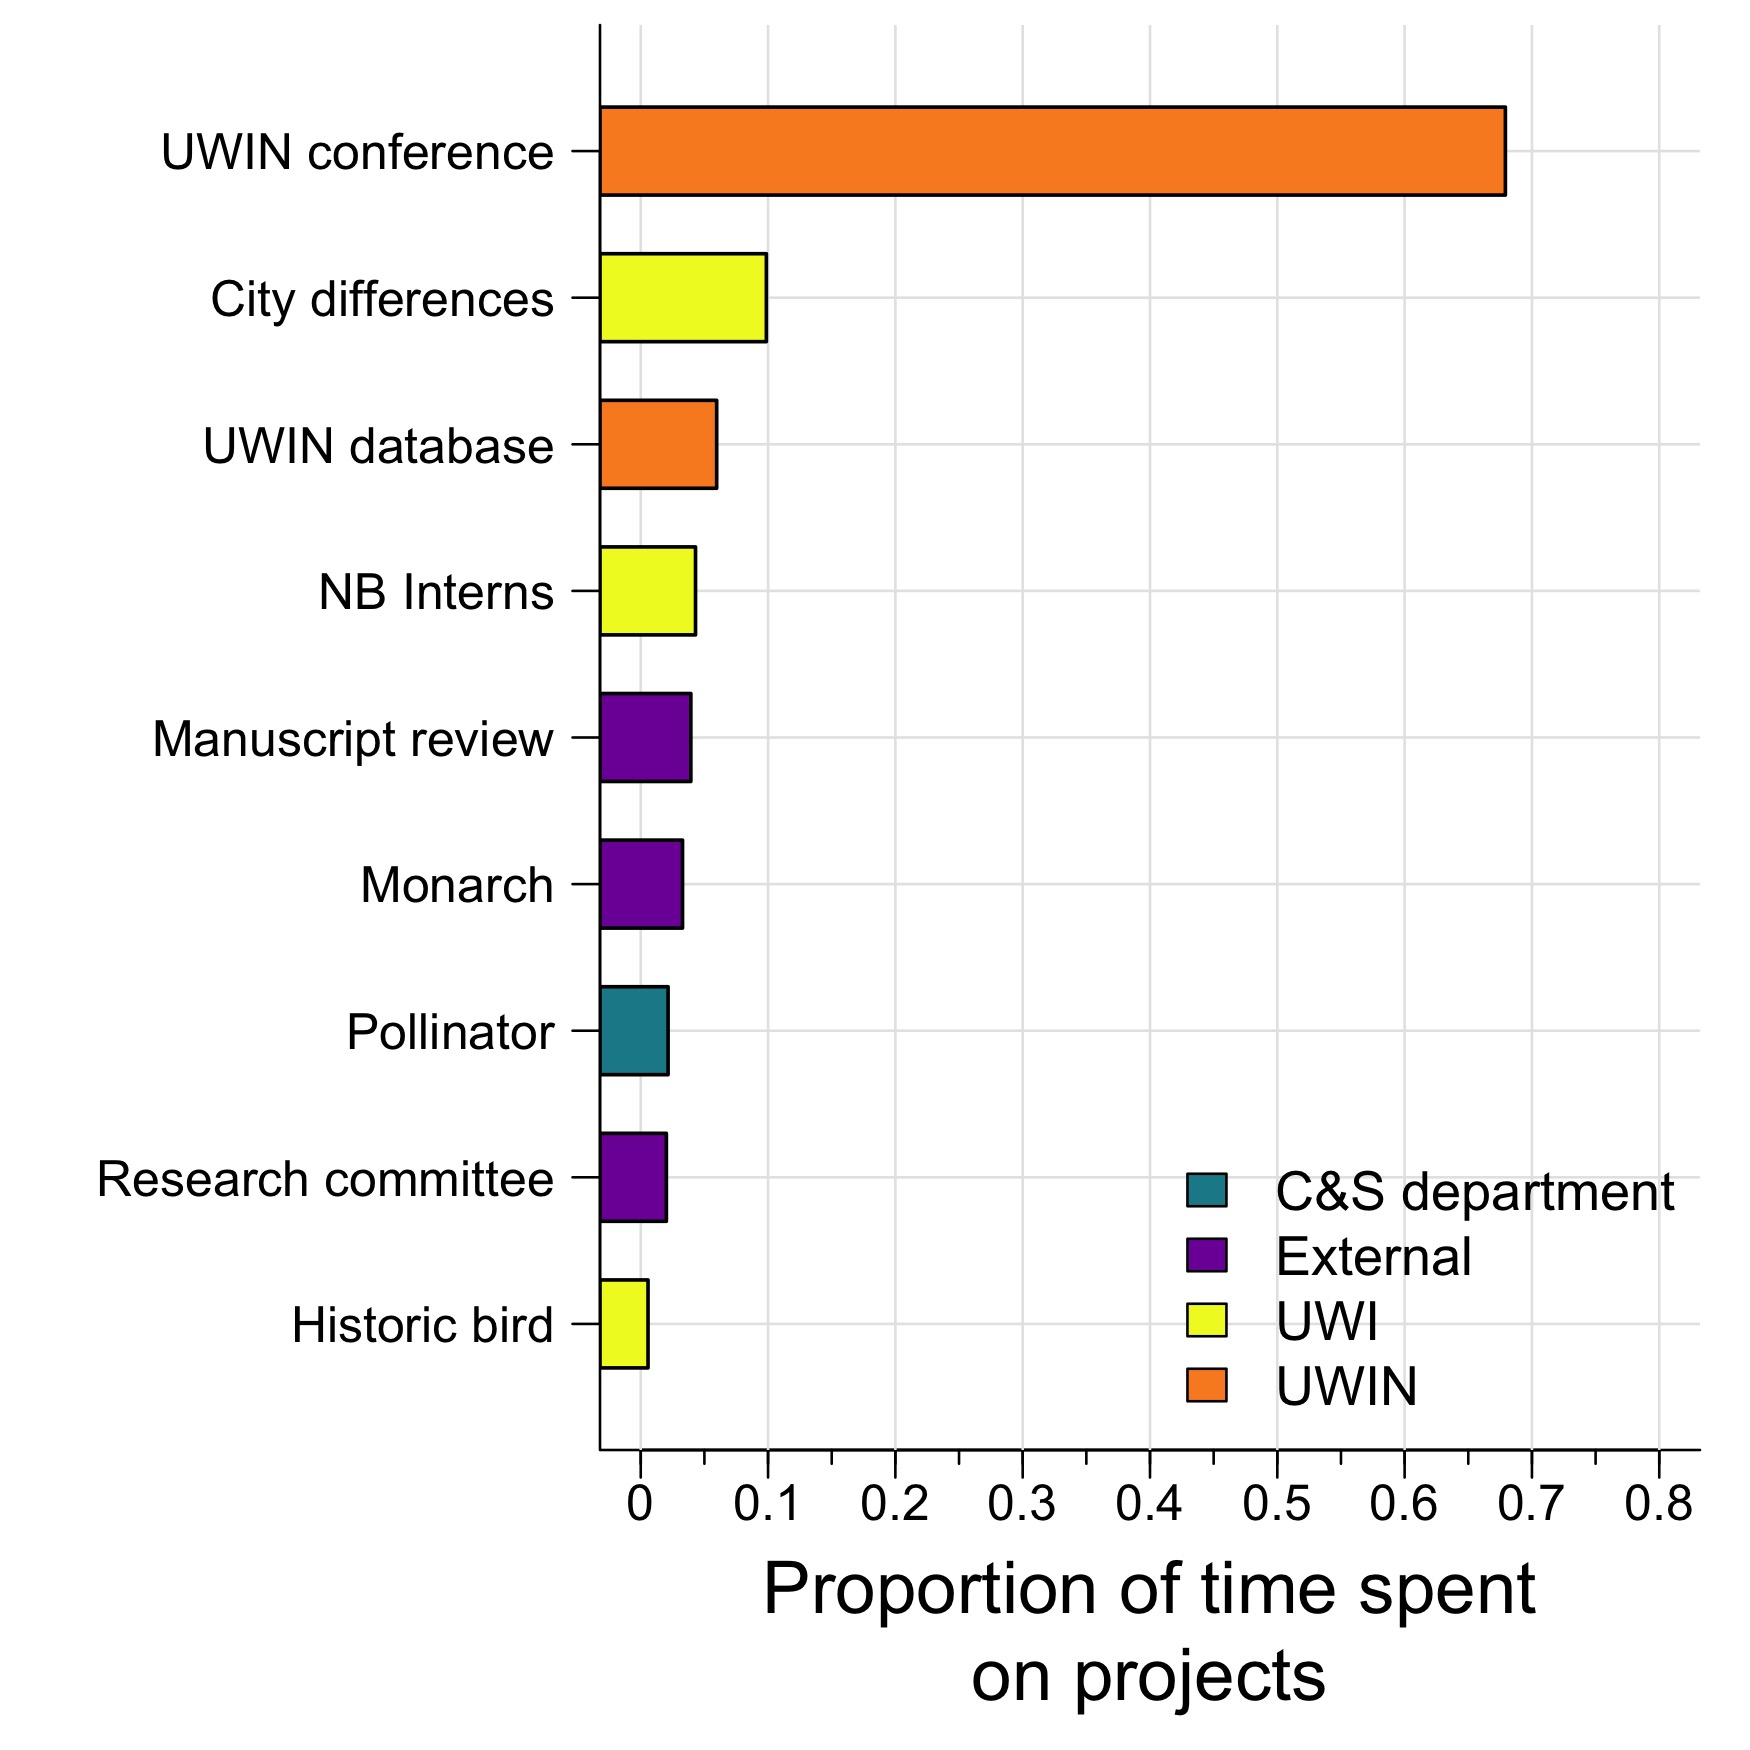 UWIN conference
City differences
UWIN database
NB Interns
Manuscript review
Monarch
Pollinator
Research committee
Historic bird
C&S department
External
UWI
UWIN
0 0.1 0.2 0.3 0.4 0.5 0.6 0.7 0.8
Proportion of time spent
on projects